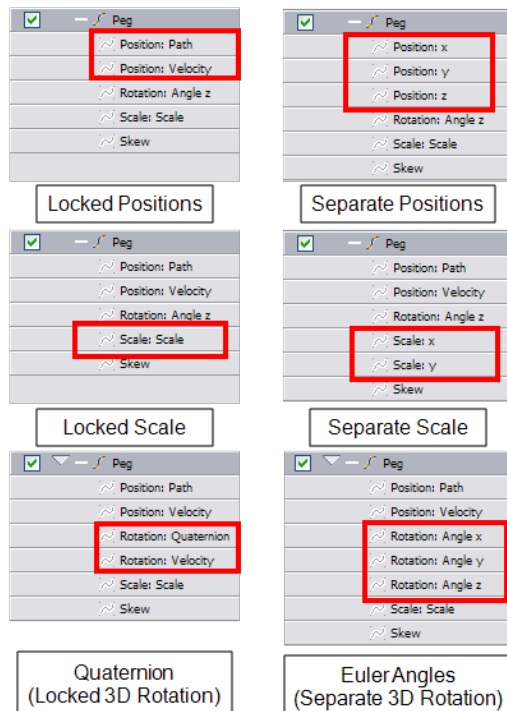 Peg
Position: Path
Position: Velocity
Rotation: Angle z
Scale: Scale
Skew
Locked Positions
Peg
Position: x
Position: y
Position: z
Rotation: Angle z
Scale: Scale
Skew
Separate Positions
Peg
Position: Path
Position: Velocity
Rotation: Angle z
Scale: Scale
Skew
Locked Scale
Peg
Position: Path
Position: Velocity
Rotation: Angle z
Scale: x
Scale: y
Skew
Separate Scale
Peg
Position: Path
Position: Velocity
Rotation: Quaternion
Rotation: Velocity
Scale: Scale
Skew
Quaternion
(Locked 3D Rotation)
Peg
Position: Path
Position: Velocity
Rotation: Angle x
Rotation: Angle y
Rotation: Angle z
Scale: Scale
Skew
Euler Angles
(Separate 3D Rotation)